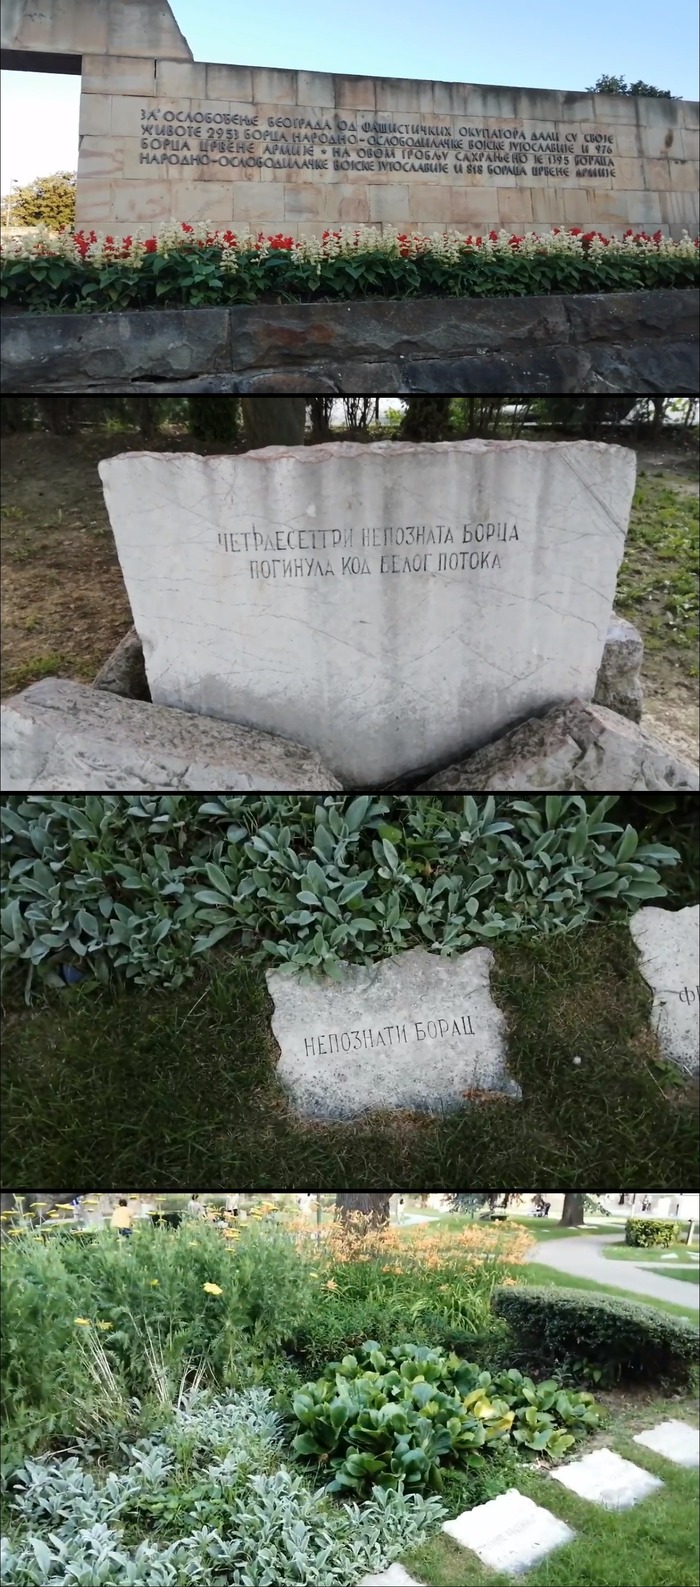 ЗА ОСЛОБОЂЕЊЕ БЕОГРАДА ОД ФАШИСТИЧКИХ ОКУПАТОРА ДАЛИ СУ СВОЈЕ
ЖИВОТЕ 2953 БОРЦА НАРОДНО-ОСЛОБОДИЛАЧКЕ ВОЈСКЕ ЈУГОСЛАВИЈЕ И 976
БОРЦА ЦРВЕНЕ АРМИЈЕ • НА ОВОМ ГРОБЉУ САХРАЊЕНО ЈЕ 1395 БОРАЦА
НАРОДНО-ОСЛОБОДИЛАЧКЕ ВОЈСКЕ ЈУГОСЛАВИЈЕ И 818 БОРАЦА ЦРВЕНЕ АРМИЈЕ
ЧЕТРДЕСЕТТРИ НЕПОЗНАТА БОРЦА
ПОГИНУЛА КОД БЕЛОГ ПОТОКА
НЕПОЗНАТИ БОРАЦ